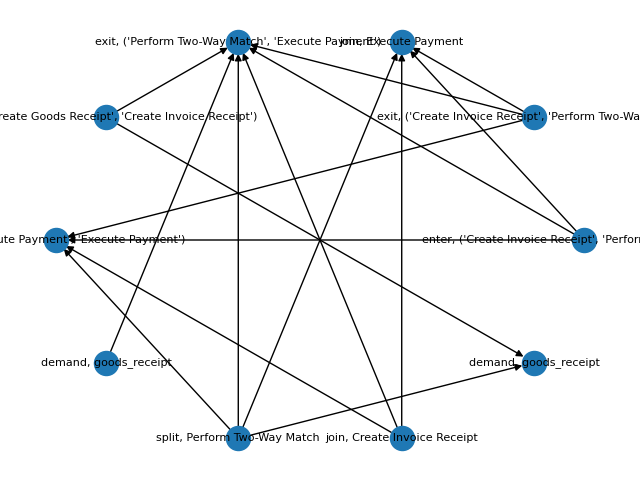 exit, ('Perform Two-Way Match', 'Execute Payment')
join, Execute Payment
reate Goods Receipt', 'Create Invoice Receipt')
exit, ('Create Invoice Receipt', 'Perform Two-Wa
ute Payment', 'Execute Payment')
enter, ('Create Invoice Receipt', 'Perform
demand, goods_receipt
demand, goods_receipt
split, Perform Two-Way Match
join, Create Invoice Receipt